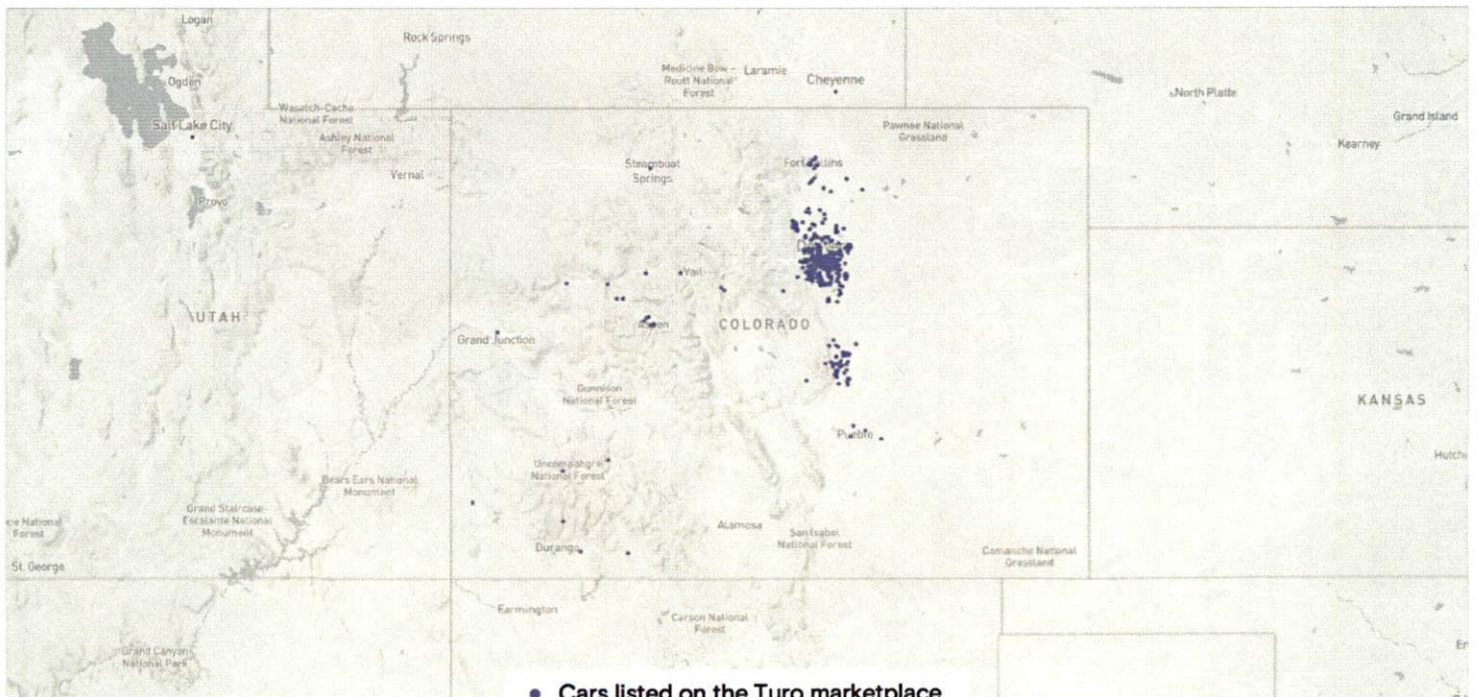 Logan
Rock Springs
Medicine Bow –
Routt National
Forest
Laramie
Cheyenne
Ogden
North Platte
Wasatch-Cache
National Forest
Grand Island
Salt Lake City
Ashley National
Forest
Pawnee National
Grassland
Kearney
Steamboat
Springs
Vernal
Provo
Vail
UTAH
COLORADO
Grand Junction
Gunnison
National Forest
KANSAS
Pueblo
Uncompahgre
National Forest
Bears Ears National
Monument
Grand Staircase-
Escalante National
Monument
National
Forest
Alamosa
San Isabel
National Forest
Durango
Comanche National
Grassland
St. George
Farmington
Carson National
Forest
Grand Canyon
National Park
Cars listed on the Turo marketplace